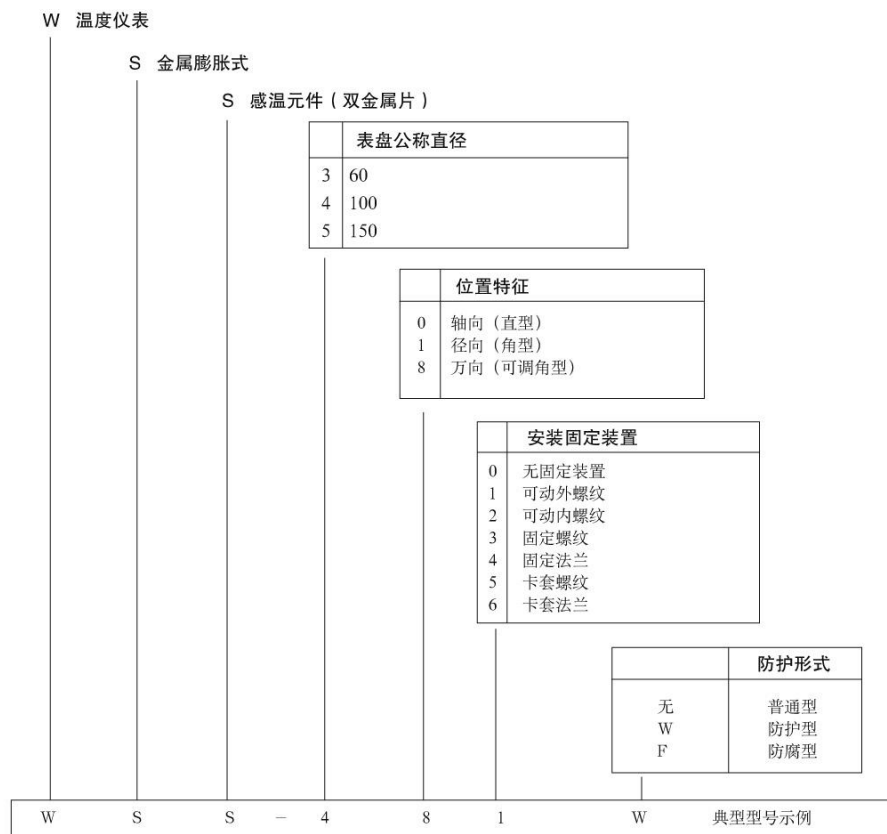 W 温度仪表
S 金属膨胀式
S 感温元件（双金属片）
表盘公称直径
3 60
4 100
5 150
位置特征
0 轴向（直型）
1 径向（角型）
8 万向（可调角型）
安装固定装置
0 无固定装置
1 可动外螺纹
2 可动内螺纹
3 固定螺纹
4 固定法兰
5 卡套螺纹
6 卡套法兰
防护形式
无 普通型
W 防护型
F 防腐型
W S S － 4 8 1 W 典型型号示例